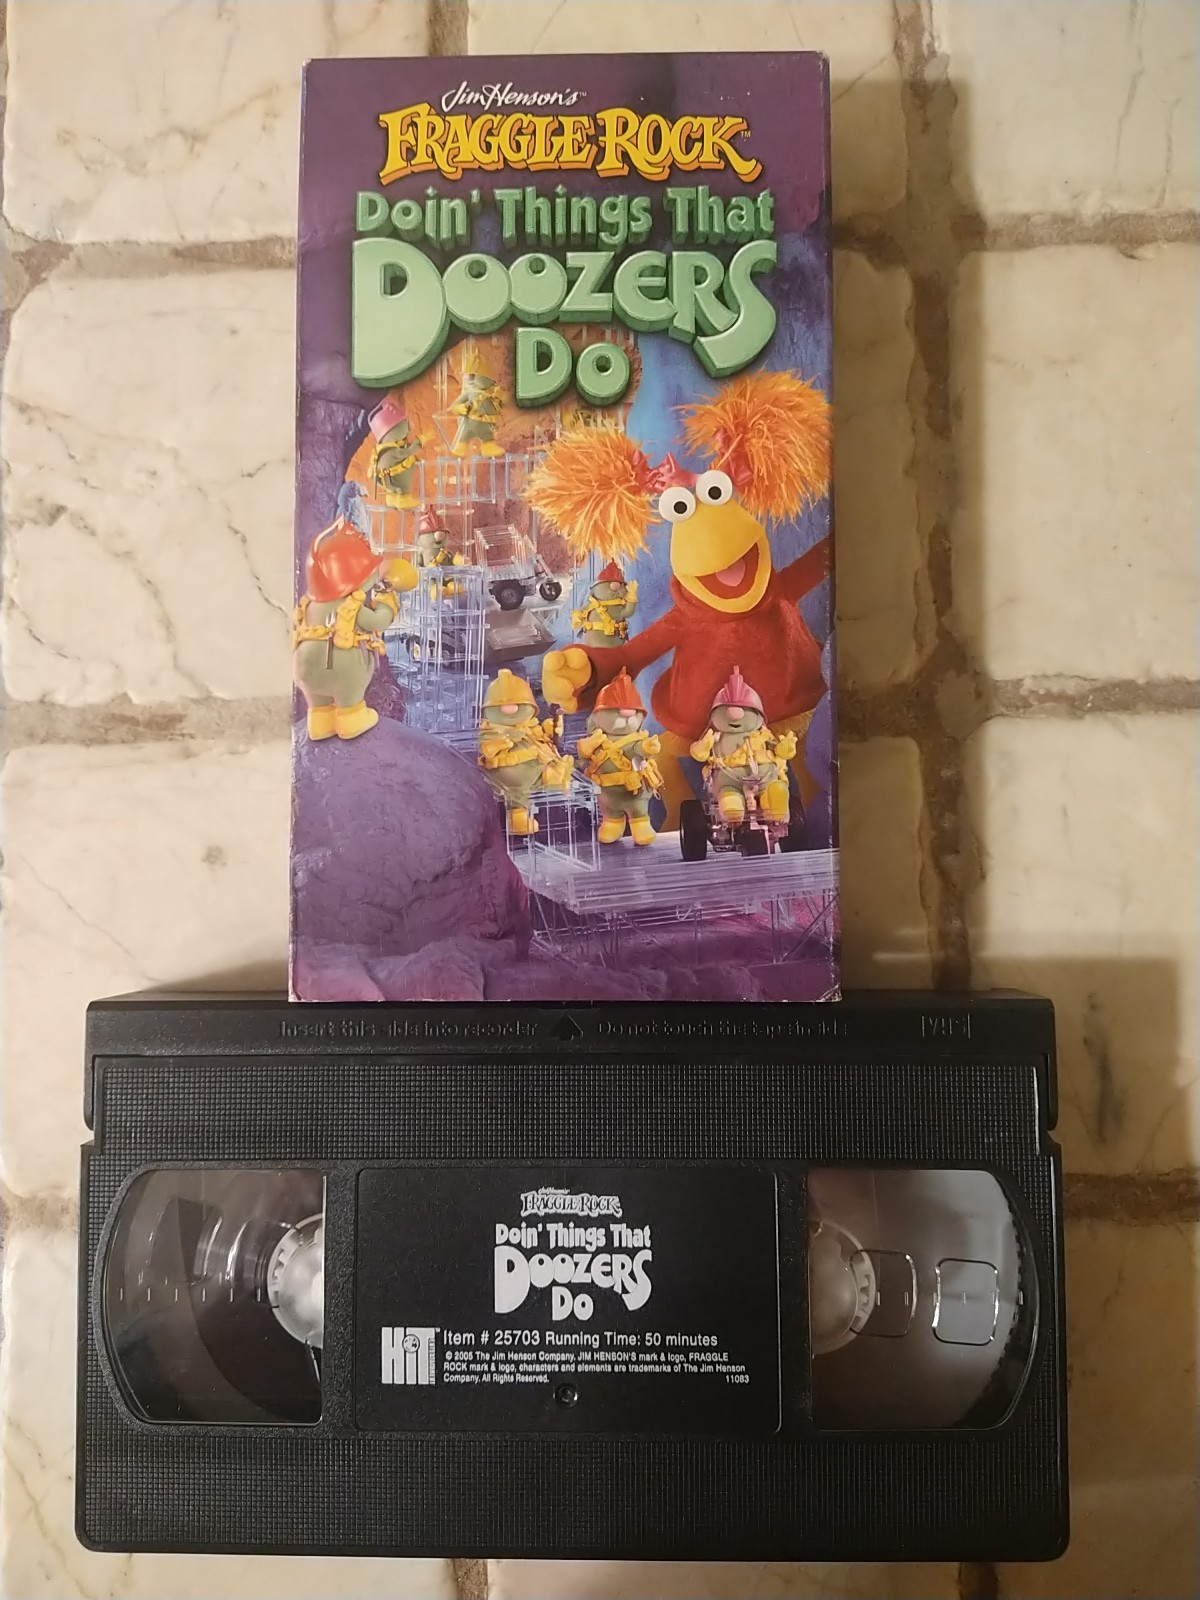 Jim Henson's™
FRAGGLE ROCK™
Doin' Things That
DOOZERS
Do
Insert this side into recorder Do not touch the tape inside VHS
Jim Henson's
FRAGGLE ROCK
Doin' Things That
DOOZERS
Do
HiT ENTERTAINMENT™
Item # 25703 Running Time: 50 minutes
© 2005 The Jim Henson Company. JIM HENSON'S mark & logo, FRAGGLE
ROCK mark & logo, characters and elements are trademarks of The Jim Henson
Company. All Rights Reserved. 11083